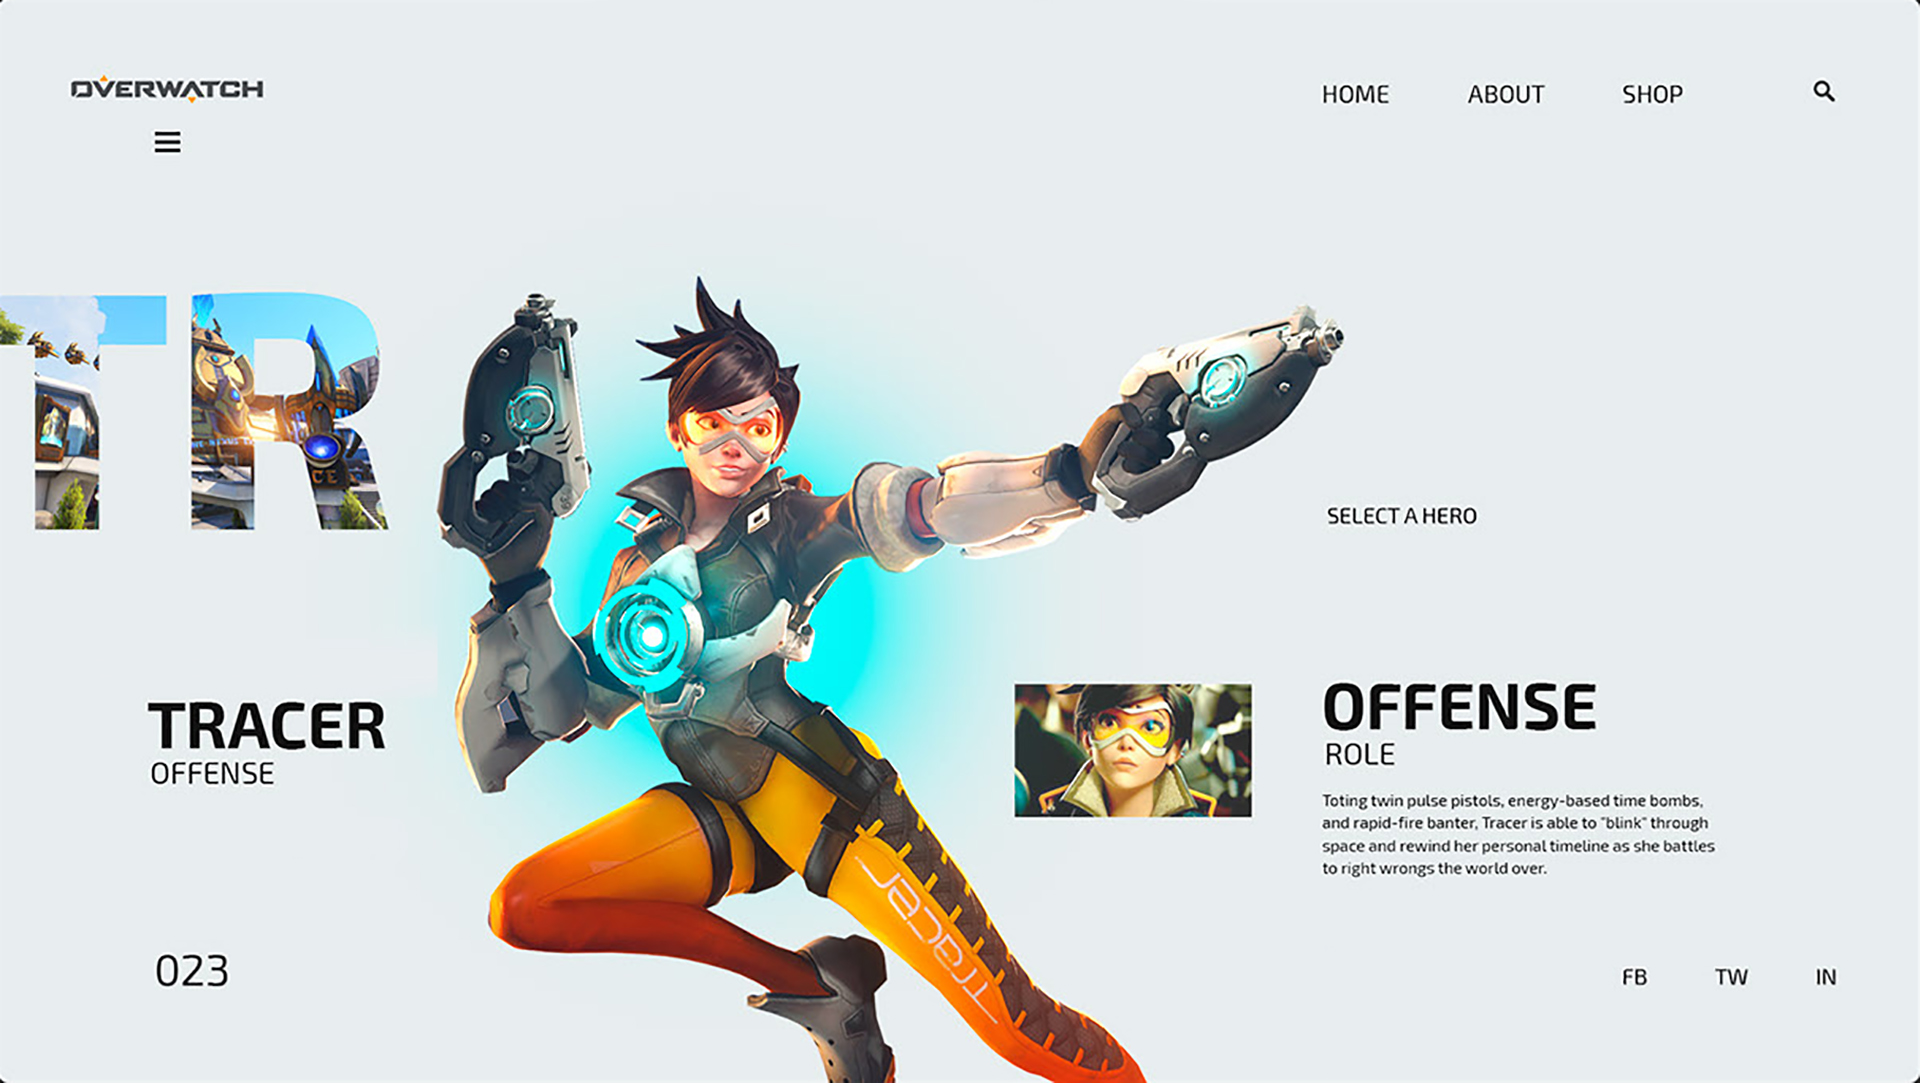 OVERWATCH
HOME
ABOUT
SHOP
TR
SELECT A HERO
TRACER
OFFENSE
OFFENSE
ROLE
Toting twin pulse pistols, energy-based time bombs,
and rapid-fire banter, Tracer is able to "blink" through
space and rewind her personal timeline as she battles
to right wrongs the world over.
Tracer
023
FB
TW
IN